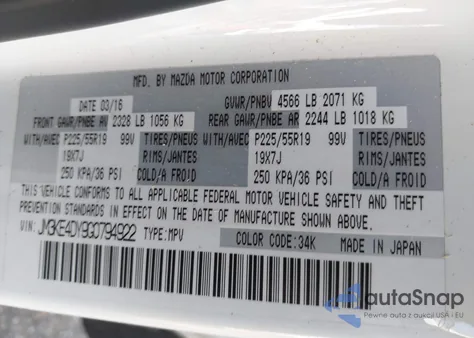 MFD. BY MAZDA MOTOR CORPORATION
DATE 03/16 GVWR/PNBV 4566 LB 2071 KG
FRONT GAWR/PNBE AV 2328 LB 1056 KG REAR GAWR/PNBE AR 2244 LB 1018 KG
WITH/AVEC P225/55R19 99V TIRES/PNEUS WITH/AVEC P225/55R19 99V TIRES/PNEUS
19X7J RIMS/JANTES 19X7J RIMS/JANTES
250 KPA/36 PSI COLD/A FROID 250 KPA/36 PSI COLD/A FROID
THIS VEHICLE CONFORMS TO ALL APPLICABLE FEDERAL MOTOR VEHICLE SAFETY AND THEFT
PREVENTION STANDARDS IN EFFECT ON THE DATE OF MANUFACTURE SHOWN ABOVE.
JM3KE4DY9G0794922 TYPE:MPV COLOR CODE:34K MADE IN JAPAN
autoSnap
Pewne auta z aukcji USA i EU